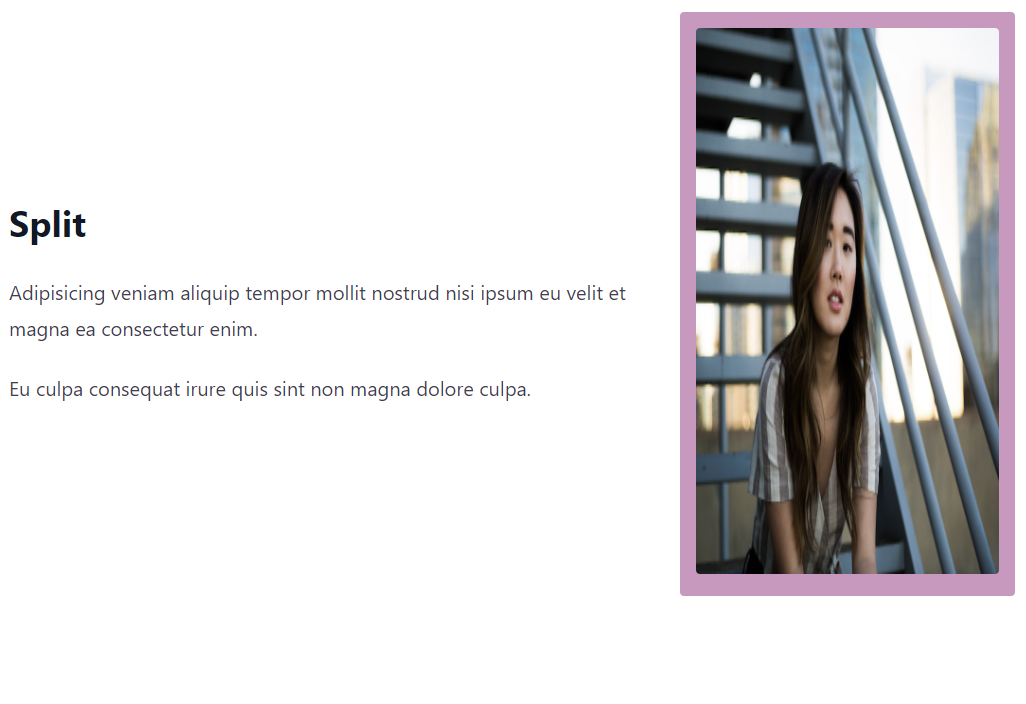 Split
Adipisicing veniam aliquip tempor mollit nostrud nisi ipsum eu velit et
magna ea consectetur enim.
Eu culpa consequat irure quis sint non magna dolore culpa.